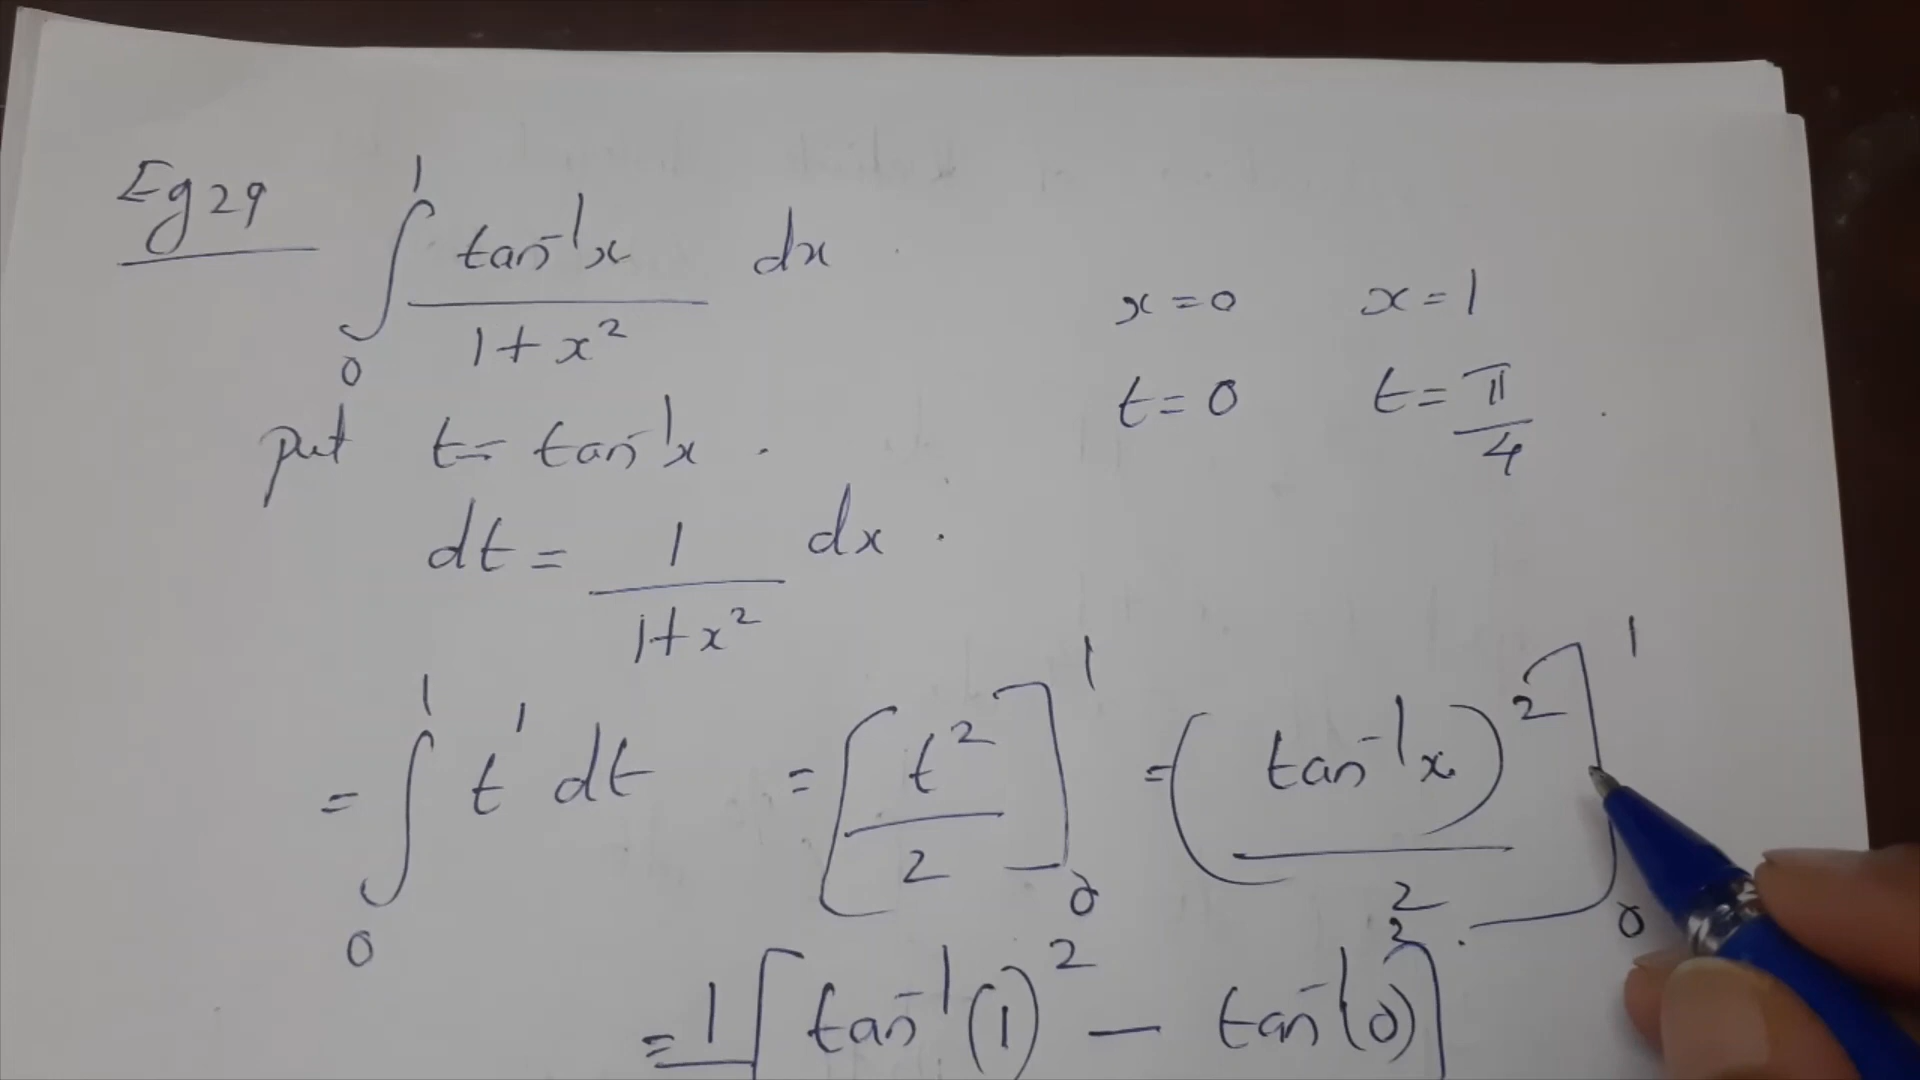 Eg 29 ∫₀¹ tan⁻¹x / 1+x² dx
x=0 x=1
t=0 t=π/4
put t= tan⁻¹x.
dt = 1/1+x² dx.
= ∫₀¹ t¹ dt = [t²/2]₀¹ = (tan⁻¹x)²/2]₀¹
= 1 [tan⁻¹(1)² − tan⁻¹(0)²]